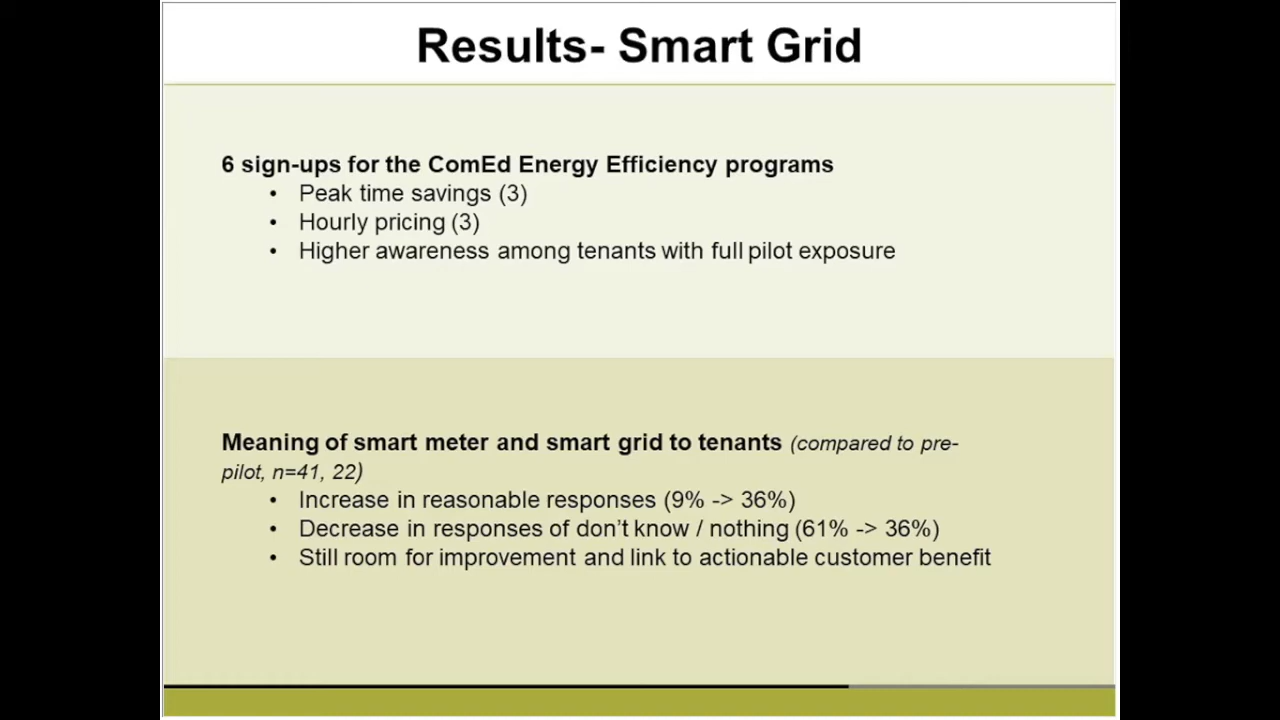 Results- Smart Grid
6 sign-ups for the ComEd Energy Efficiency programs
• Peak time savings (3)
• Hourly pricing (3)
• Higher awareness among tenants with full pilot exposure
Meaning of smart meter and smart grid to tenants (compared to pre-
pilot, n=41, 22)
• Increase in reasonable responses (9% -> 36%)
• Decrease in responses of don’t know / nothing (61% -> 36%)
• Still room for improvement and link to actionable customer benefit